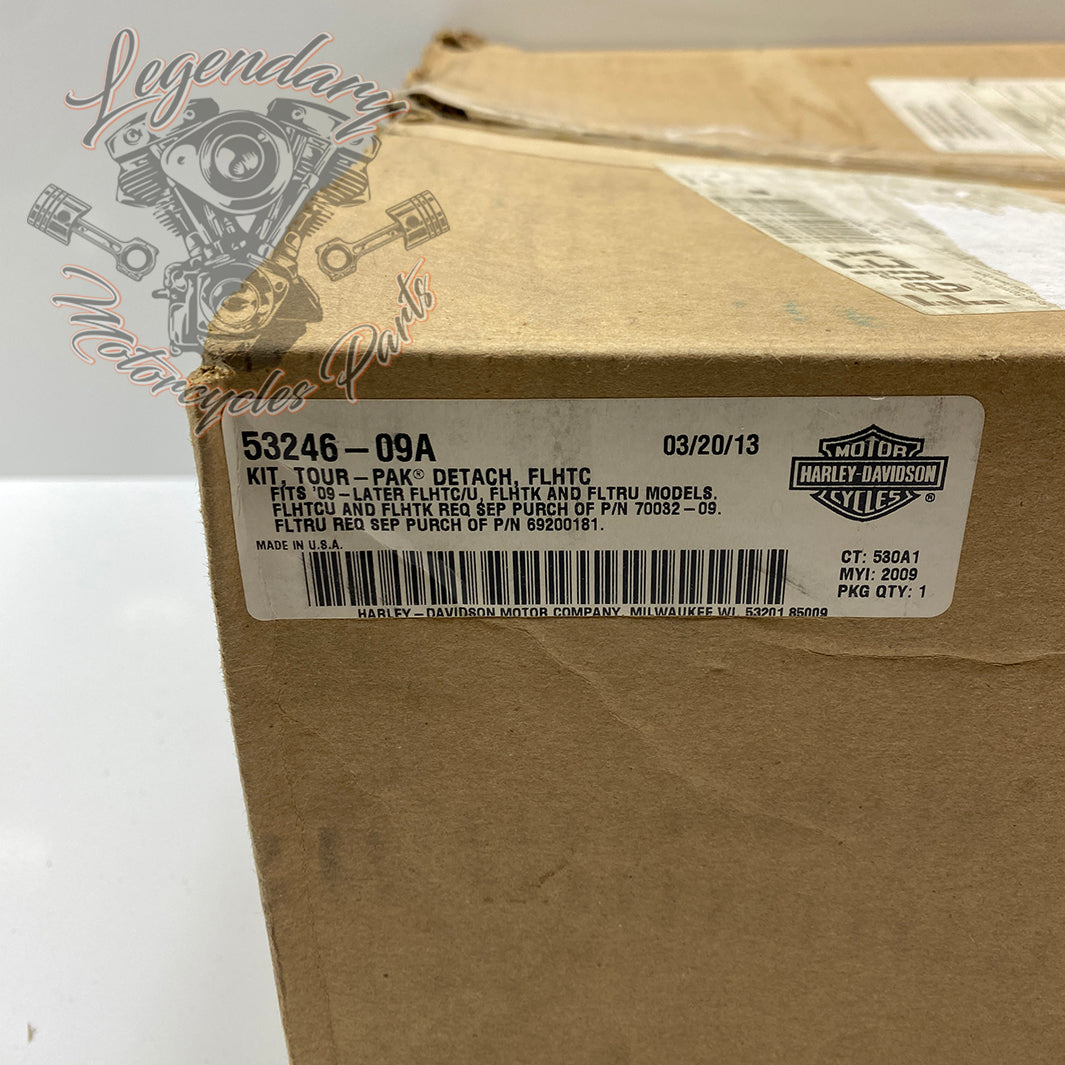 Legendary
Motorcycles Parts
53246-09A
03/20/13
KIT, TOUR-PAK® DETACH, FLHTC
FITS '09-LATER FLHTC/U, FLHTK AND FLTRU MODELS.
FLHTCU AND FLHTK REQ SEP PURCH OF P/N 70032-09.
FLTRU REQ SEP PURCH OF P/N 69200181.
MADE IN U.S.A.
HARLEY-DAVIDSON MOTOR COMPANY, MILWAUKEE WI, 53201 85009
MOTOR
HARLEY-DAVIDSON
CYCLES ®
CT: 530A1
MYI: 2009
PKG QTY: 1